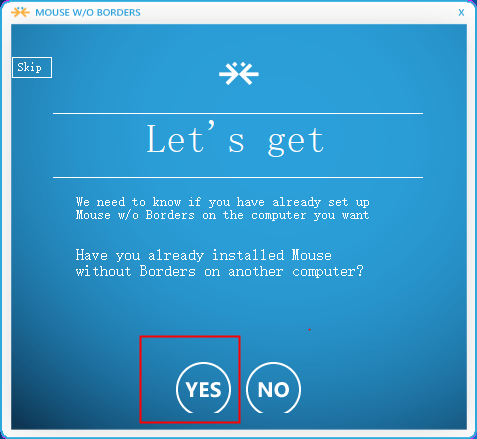 MOUSE W/O BORDERS
X
Skip
Let's get
We need to know if you have already set up
Mouse w/o Borders on the computer you want
Have you already installed Mouse
without Borders on another computer?
YES NO